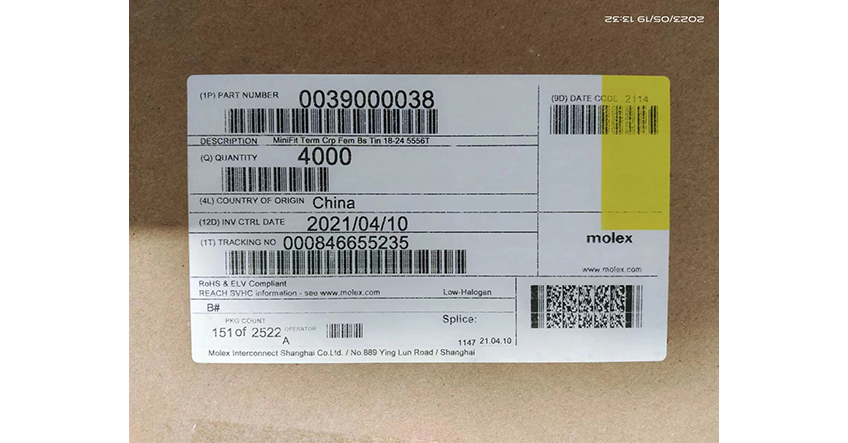 2023/05/19 13:32
(1P) PART NUMBER 0039000038
(9D) DATE CODE 2114
DESCRIPTION MiniFit Term Crp Fem Bs Tin 18-24 5556T
(Q) QUANTITY 4000
(4L) COUNTRY OF ORIGIN China
(12D) INV CTRL DATE 2021/04/10
(1T) TRACKING NO 000846655235
molex
www.molex.com
RoHS & ELV Compliant
REACH SVHC information - see www.molex.com Low-Halogen
B#
PKG COUNT
151 of 2522 OPERATOR
A
Splice:
1147 21.04.10
Molex Interconnect Shanghai Co.Ltd. / No.889 Ying Lun Road / Shanghai